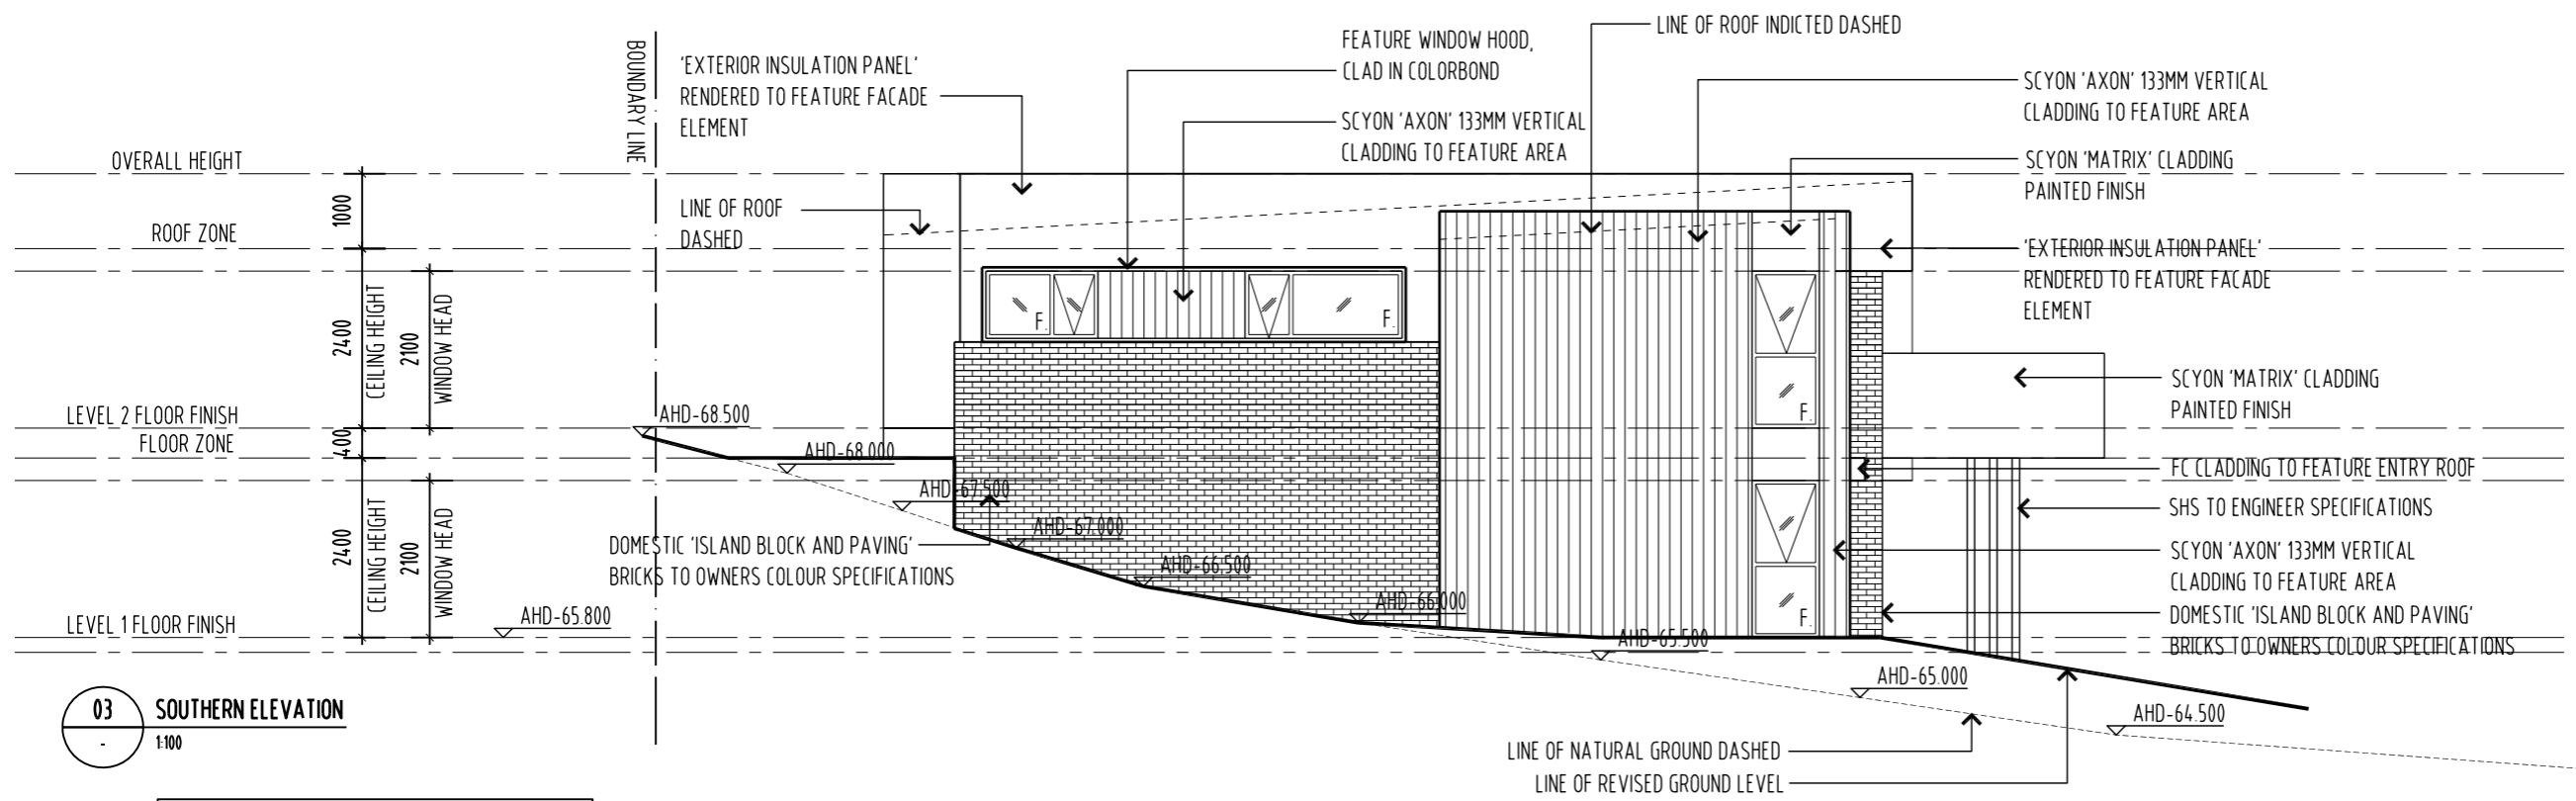 LINE OF ROOF INDICTED DASHED
FEATURE WINDOW HOOD,
CLAD IN COLORBOND
BOUNDARY LINE
'EXTERIOR INSULATION PANEL'
RENDERED TO FEATURE FACADE
ELEMENT
SCYON 'AXON' 133MM VERTICAL
CLADDING TO FEATURE AREA
SCYON 'AXON' 133MM VERTICAL
CLADDING TO FEATURE AREA
OVERALL HEIGHT
SCYON 'MATRIX' CLADDING
PAINTED FINISH
1000
LINE OF ROOF
DASHED
ROOF ZONE
'EXTERIOR INSULATION PANEL'
RENDERED TO FEATURE FACADE
ELEMENT
2400
CEILING HEIGHT
2100
WINDOW HEAD
F.
F.
SCYON 'MATRIX' CLADDING
PAINTED FINISH
F.
LEVEL 2 FLOOR FINISH
AHD-68.500
FLOOR ZONE
400
AHD-68.000
FC CLADDING TO FEATURE ENTRY ROOF
AHD-67.500
SHS TO ENGINEER SPECIFICATIONS
AHD-67.000
2400
CEILING HEIGHT
2100
WINDOW HEAD
DOMESTIC 'ISLAND BLOCK AND PAVING'
BRICKS TO OWNERS COLOUR SPECIFICATIONS
AHD-66.500
SCYON 'AXON' 133MM VERTICAL
CLADDING TO FEATURE AREA
AHD-66.000
F.
DOMESTIC 'ISLAND BLOCK AND PAVING'
BRICKS TO OWNERS COLOUR SPECIFICATIONS
LEVEL 1 FLOOR FINISH
AHD-65.800
AHD-65.500
AHD-65.000
AHD-64.500
03
-
SOUTHERN ELEVATION
1:100
LINE OF NATURAL GROUND DASHED
LINE OF REVISED GROUND LEVEL